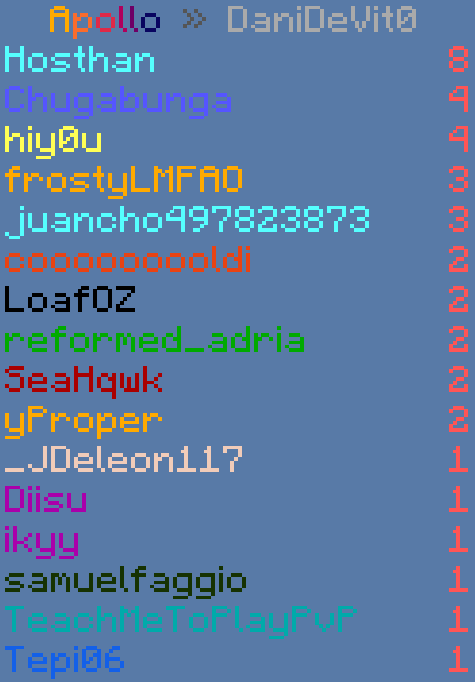 Apollo » DaniDeVit0
Hosthan 8
Chugabunga 4
hiy0u 4
frostyLMFAO 3
juancho497823873 3
cooooooooldi 2
LoafOZ 2
reformed_adria 2
SeaHqwk 2
yProper 2
_JDeleon117 1
Diisu 1
ikyy 1
samuelfaggio 1
TeachMeToPlayPvP 1
Tepi06 1